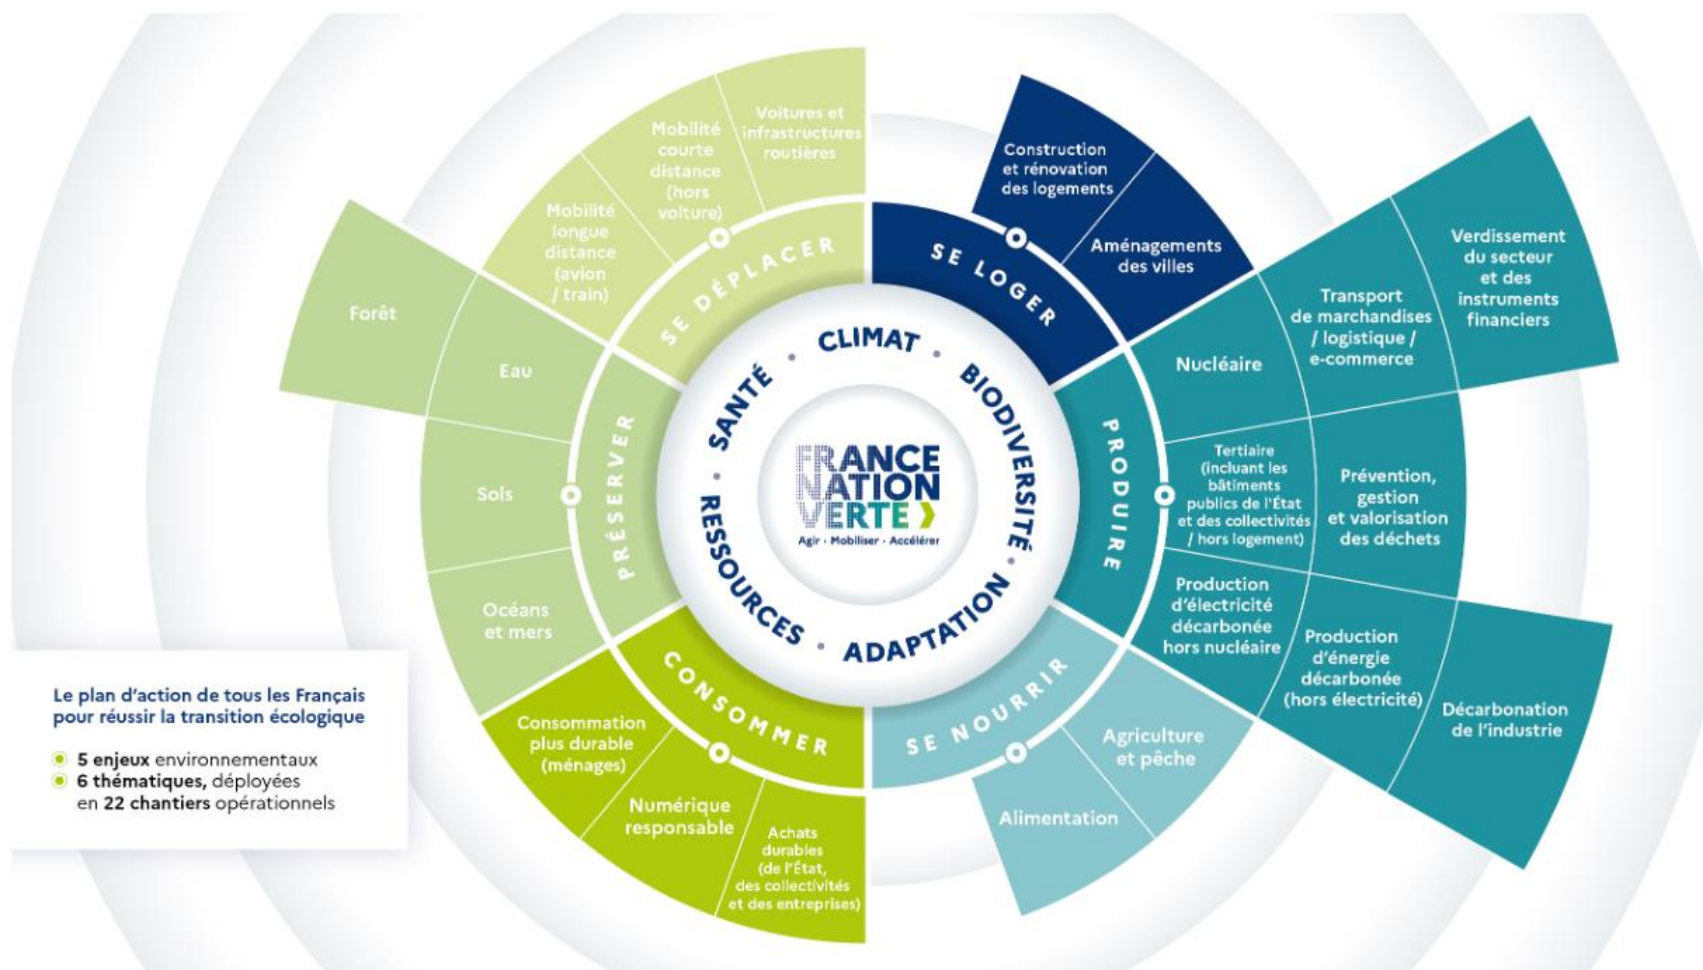 Voitures et
infrastructures
routières
Mobilité
courte
distance
(hors
voiture)
Mobilité
longue
distance
(avion
/ train)
SE DÉPLACER
Construction
et rénovation
des logements
Aménagements
des villes
SE LOGER
Verdissement
du secteur
et des
instruments
financiers
Transport
de marchandises
/ logistique /
e-commerce
Nucléaire
Tertiaire
(incluant les
bâtiments
publics de l'État
et des collectivités
/ hors logement)
Prévention,
gestion
et valorisation
des déchets
Production
d'électricité
décarbonée
hors nucléaire
Production
d'énergie
décarbonée
(hors électricité)
Décarbonation
de l'industrie
PRODUIRE
Forêt
Eau
Sols
Océans
et mers
PRÉSERVER
SANTÉ · CLIMAT · BIODIVERSITÉ · ADAPTATION · RESSOURCES ·
FRANCE
NATION
VERTE
Agir · Mobiliser · Accélérer
CONSOMMER
Consommation
plus durable
(ménages)
Numérique
responsable
Achats
durables
(de l'État,
des collectivités
et des entreprises)
SE NOURRIR
Agriculture
et pêche
Alimentation
Le plan d'action de tous les Français
pour réussir la transition écologique
5 enjeux environnementaux
6 thématiques, déployées
en 22 chantiers opérationnels